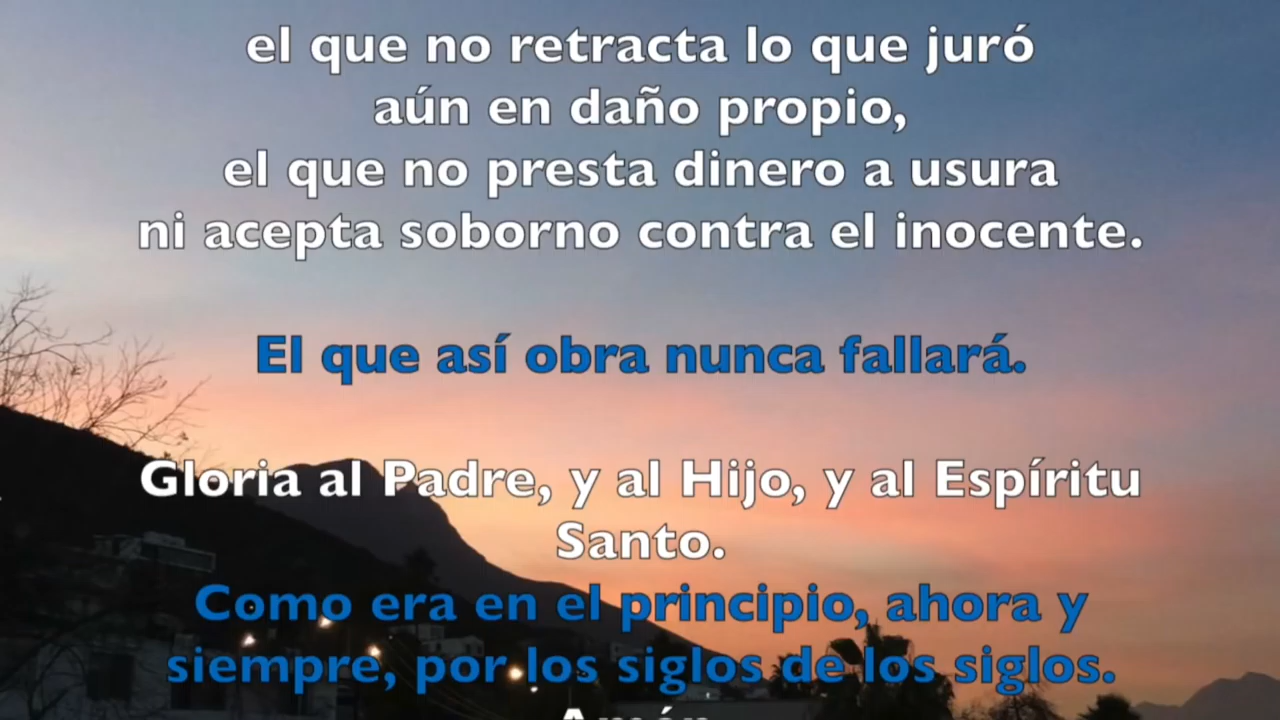 el que no retracta lo que juró
aún en daño propio,
el que no presta dinero a usura
ni acepta soborno contra el inocente.
El que así obra nunca fallará.
Gloria al Padre, y al Hijo, y al Espíritu
Santo.
Como era en el principio, ahora y
siempre, por los siglos de los siglos.
Amén